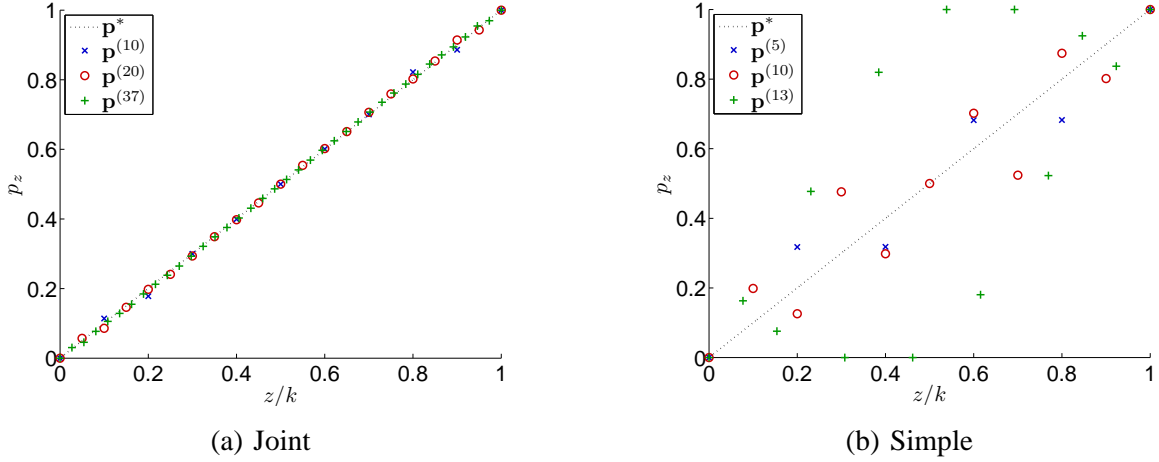 p*
p^(10)
p^(20)
p^(37)
1
0.8
0.6
0.4
0.2
0
p_z
0 0.2 0.4 0.6 0.8 1
z/k
(a) Joint
p*
p^(5)
p^(10)
p^(13)
1
0.8
0.6
0.4
0.2
0
p_z
0 0.2 0.4 0.6 0.8 1
z/k
(b) Simple